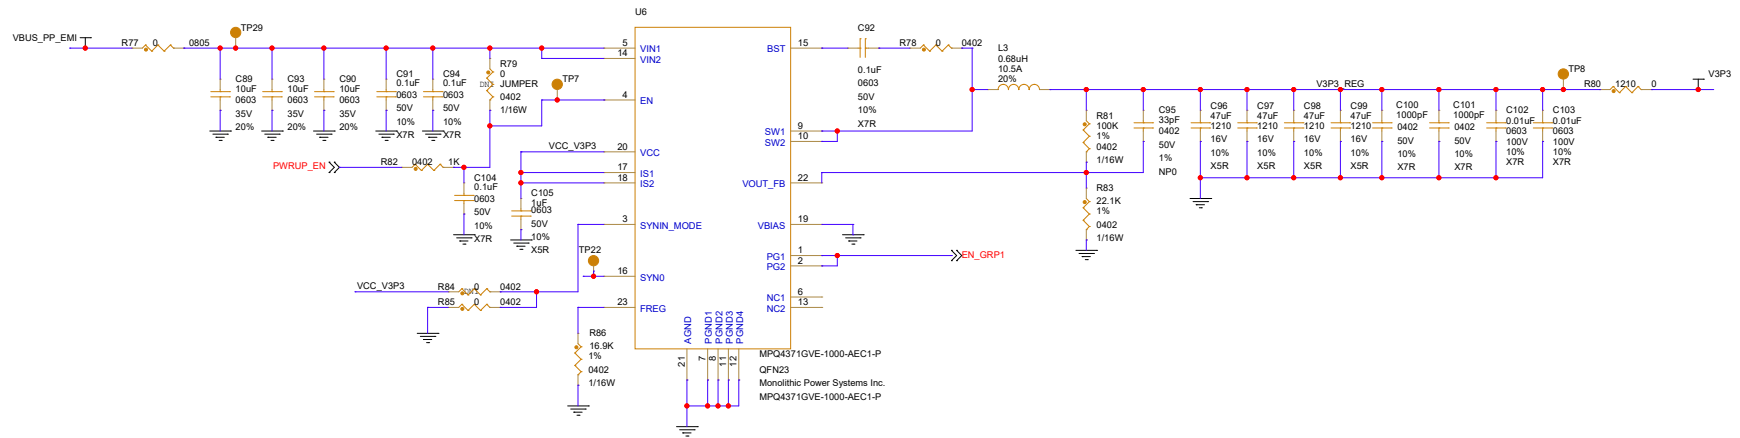 U6
VBUS_PP_EMI
R77
0
0805
TP29
C89
10uF
0603
35V
20%
C93
10uF
0603
35V
20%
C90
10uF
0603
35V
20%
C91
0.1uF
0603
50V
10%
X7R
C94
0.1uF
0603
50V
10%
X7R
R79
0
JUMPER
0402
1/16W
TP7
PWRUP_EN
R82
0402
1K
C104
0.1uF
0603
50V
10%
X7R
VCC_V3P3
C105
1uF
0603
50V
10%
X5R
TP22
VCC_V3P3
R84
0
0402
R85
0
0402
R86
16.9K
1%
0402
1/16W
5
VIN1
14
VIN2
4
EN
20
VCC
17
IS1
18
IS2
3
SYNIN_MODE
16
SYN0
23
FREG
BST
15
SW1
9
SW2
10
VOUT_FB
22
VBIAS
19
PG1
1
PG2
2
NC1
6
NC2
13
AGND
PGND1
PGND2
PGND3
PGND4
21
7
8
11
12
MPQ4371GVE-1000-AEC1-P
QFN23
Monolithic Power Systems Inc.
MPQ4371GVE-1000-AEC1-P
C92
0.1uF
0603
50V
10%
X7R
R78
0
0402
L3
0.68uH
10.5A
20%
EN_GRP1
R81
100K
1%
0402
1/16W
R83
22.1K
1%
0402
1/16W
C95
33pF
0402
50V
1%
NP0
C96
47uF
1210
16V
10%
X5R
C97
47uF
1210
16V
10%
X5R
C98
47uF
1210
16V
10%
X5R
C99
47uF
1210
16V
10%
X5R
V3P3_REG
C100
1000pF
0402
50V
10%
X7R
C101
1000pF
0402
50V
10%
X7R
C102
0.01uF
0603
100V
10%
X7R
C103
0.01uF
0603
100V
10%
X7R
TP8
R80
1210
0
V3P3